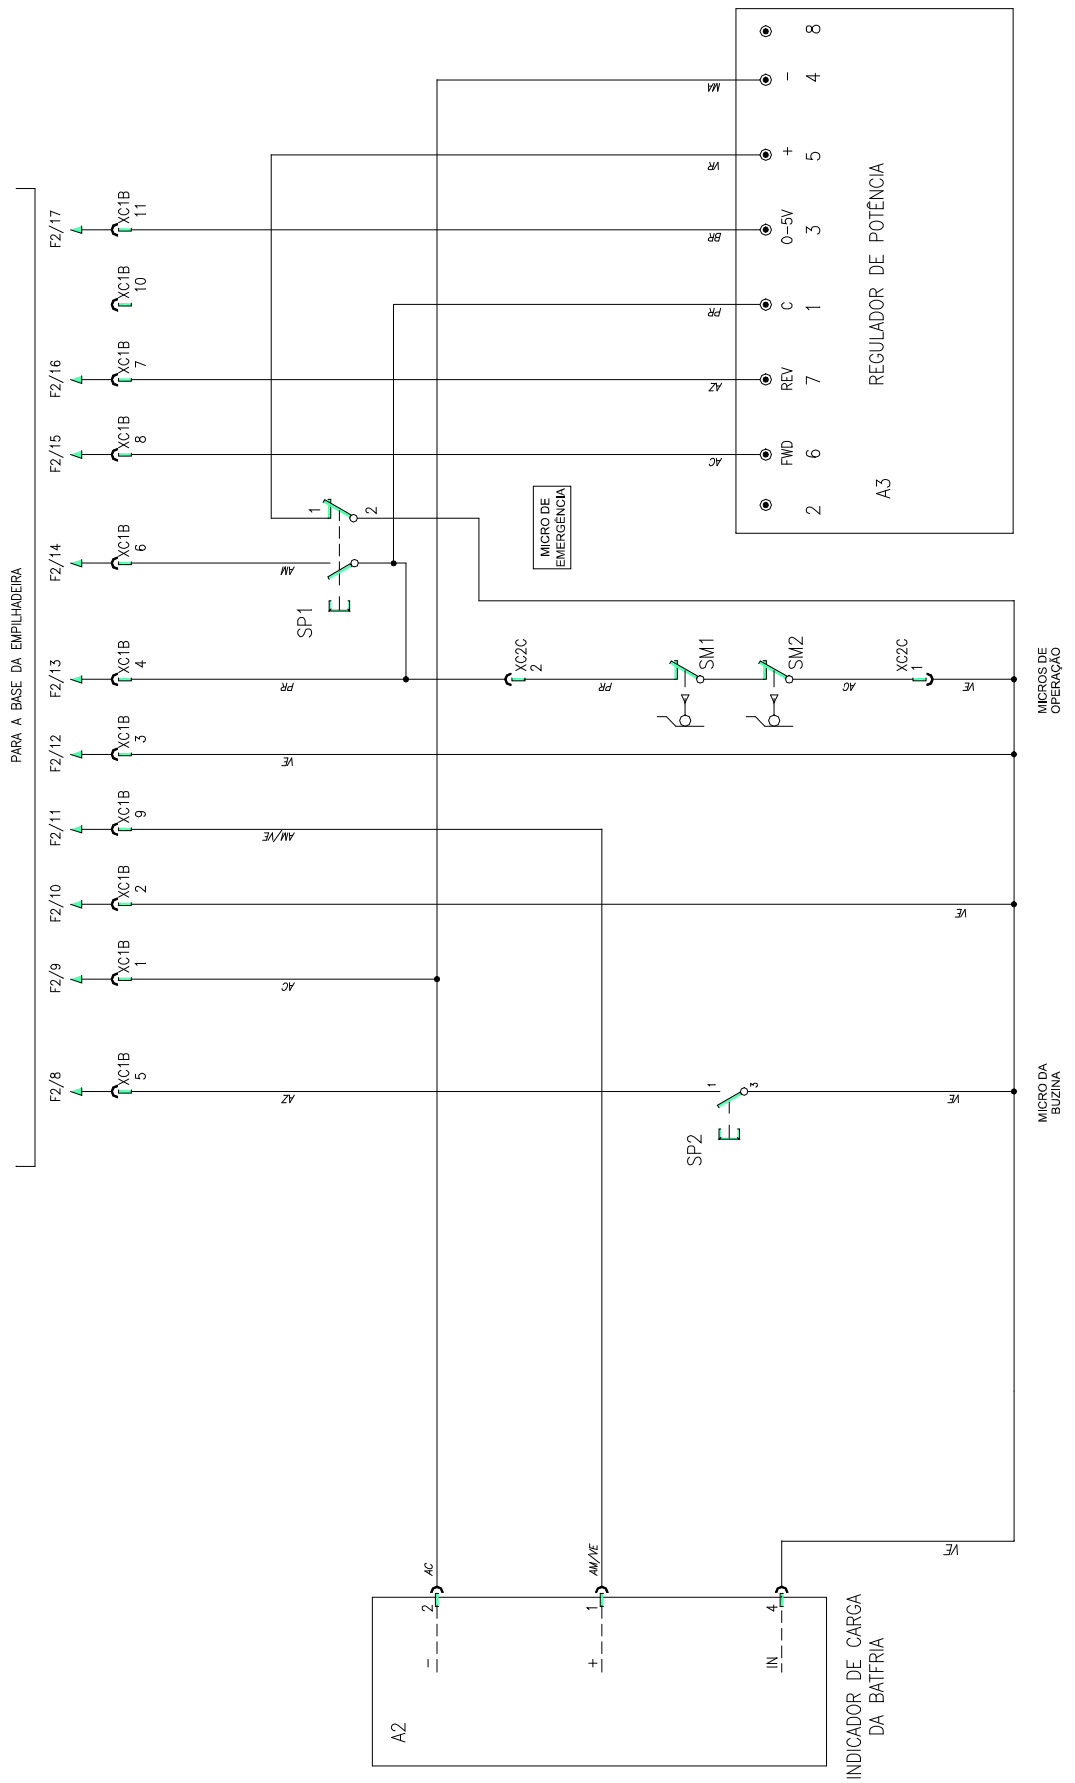 PARA A BASE DA EMPILHADEIRA
F2/8
F2/9
F2/10
F2/11
F2/12
F2/13
F2/14
F2/15
F2/16
F2/17
XC1B
5
XC1B
1
XC1B
2
XC1B
9
XC1B
3
XC1B
4
XC1B
6
XC1B
8
XC1B
7
XC1B
10
XC1B
11
AZ
AC
VE
AM/VE
VE
PR
AM
AC
AZ
PR
BR
VR
MA
SP1
1
2
MICRO DE
EMERGÊNCIA
XC2C
2
PR
SM1
SM2
AC
XC2C
1
VE
MICROS DE
OPERAÇÃO
SP2
1
3
VE
MICRO DA
BUZINA
A2
2
-
AC
1
+
AM/VE
4
IN
VE
INDICADOR DE CARGA
DA BATFRIA
A3
REGULADOR DE POTÊNCIA
2
FWD
6
REV
7
C
1
0-5V
3
+
5
-
4
8